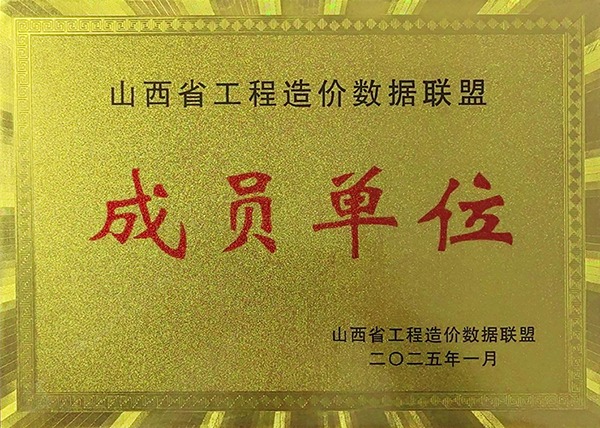 山西省工程造价数据联盟
成员单位
山西省工程造价数据联盟
二〇二五年一月